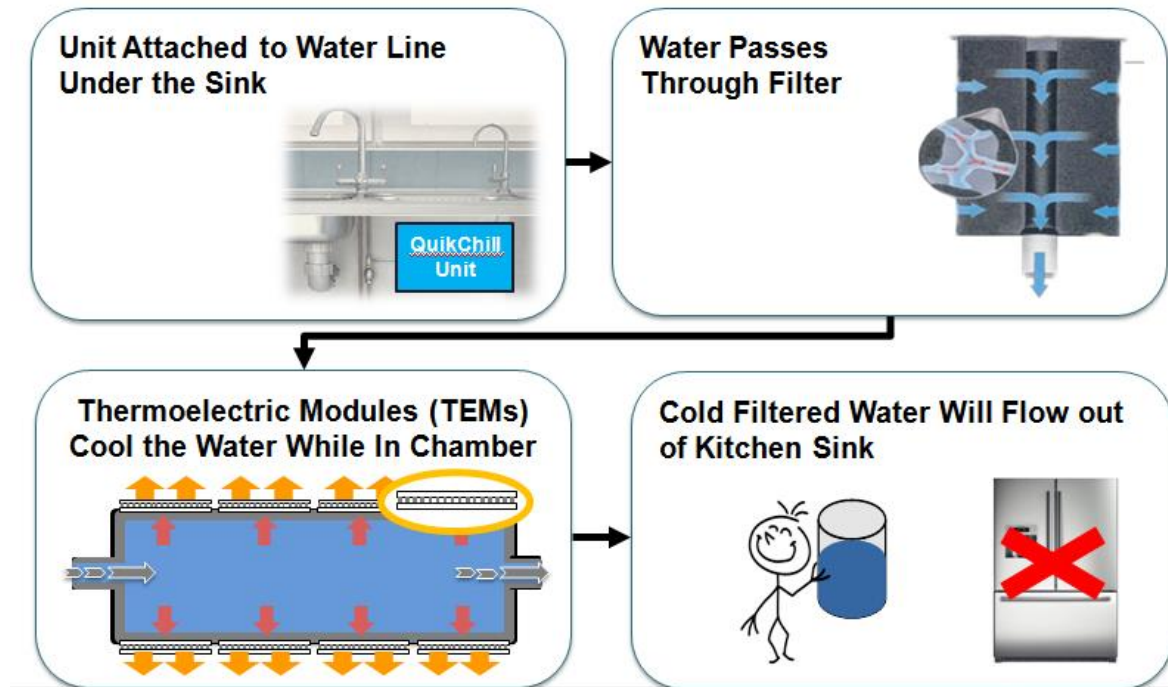 Unit Attached to Water Line
Under the Sink
QuikChill
Unit
Water Passes
Through Filter
Thermoelectric Modules (TEMs)
Cool the Water While In Chamber
Cold Filtered Water Will Flow out
of Kitchen Sink